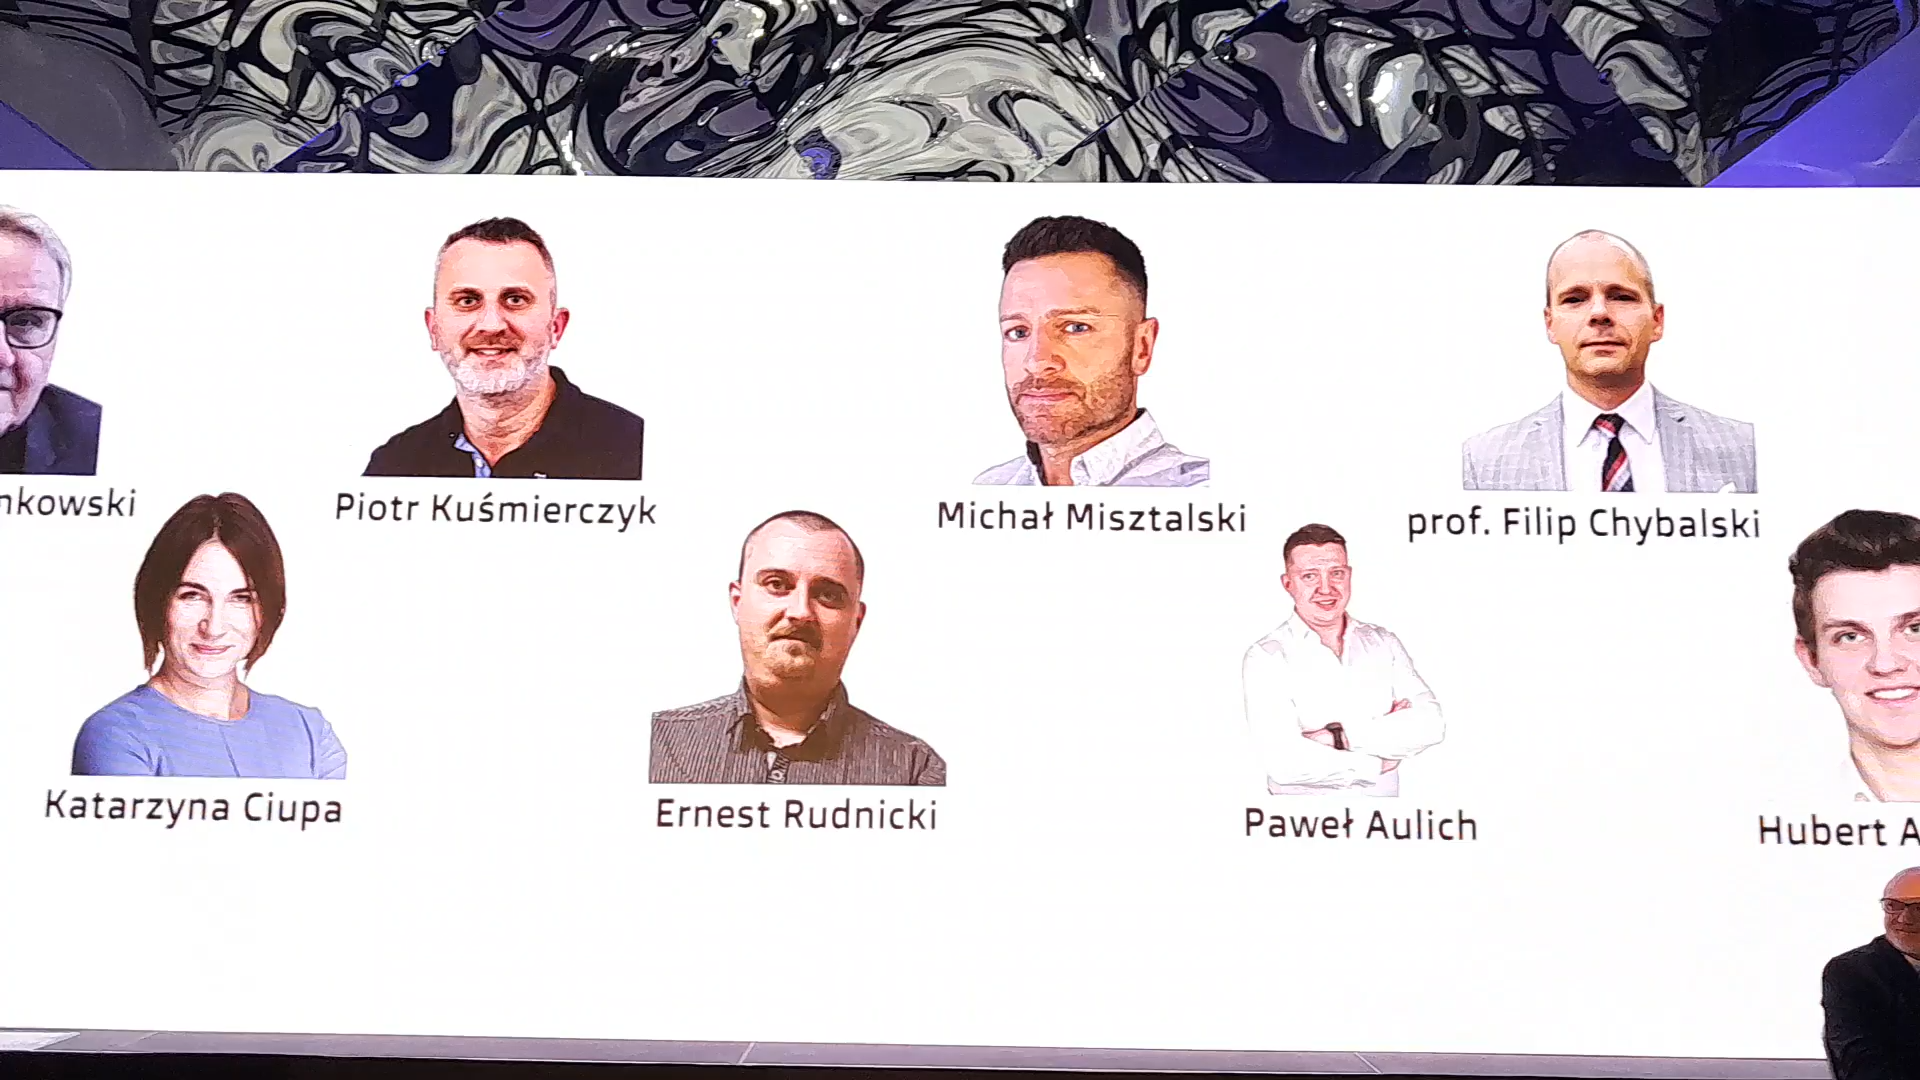 nkowski
Piotr Kuśmierczyk
Michał Misztalski
prof. Filip Chybalski
Katarzyna Ciupa
Ernest Rudnicki
Paweł Aulich
Hubert A